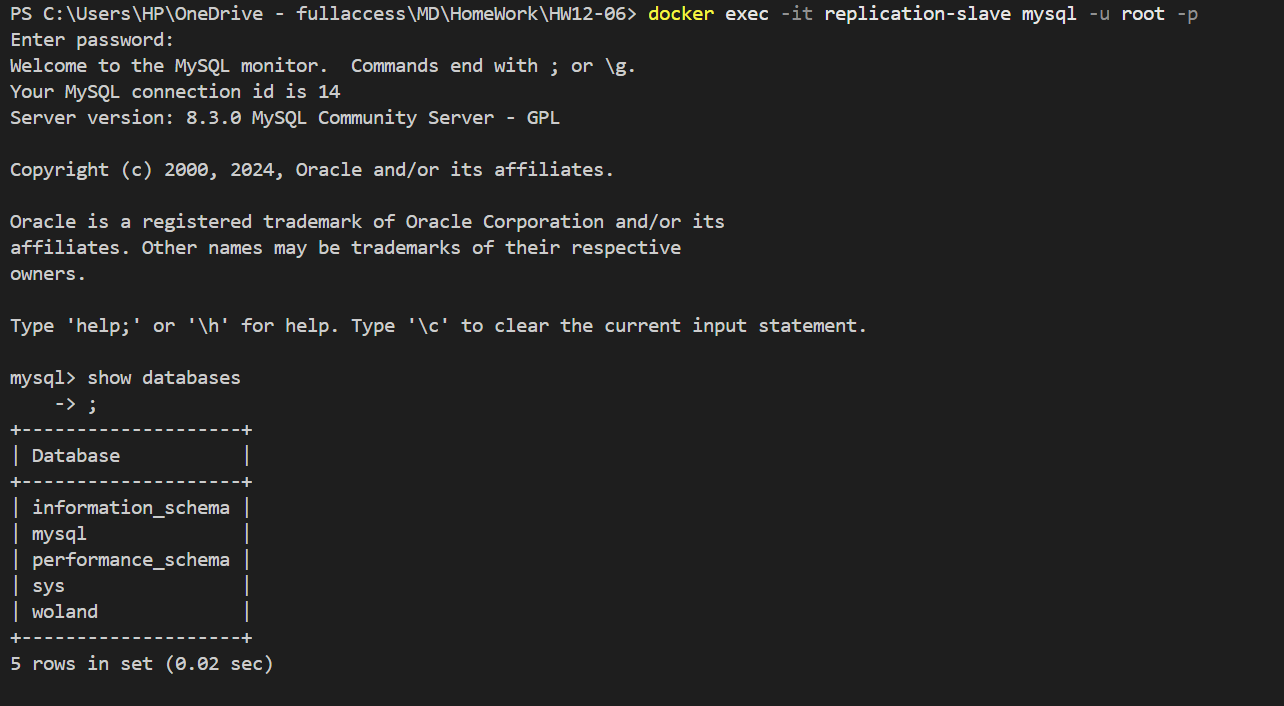 PS C:\Users\HP\OneDrive - fullaccess\MD\HomeWork\HW12-06> docker exec -it replication-slave mysql -u root -p
Enter password:
Welcome to the MySQL monitor.  Commands end with ; or \g.
Your MySQL connection id is 14
Server version: 8.3.0 MySQL Community Server - GPL

Copyright (c) 2000, 2024, Oracle and/or its affiliates.

Oracle is a registered trademark of Oracle Corporation and/or its
affiliates. Other names may be trademarks of their respective
owners.

Type 'help;' or '\h' for help. Type '\c' to clear the current input statement.

mysql> show databases
    -> ;
+--------------------+
| Database           |
+--------------------+
| information_schema |
| mysql              |
| performance_schema |
| sys                |
| woland             |
+--------------------+
5 rows in set (0.02 sec)